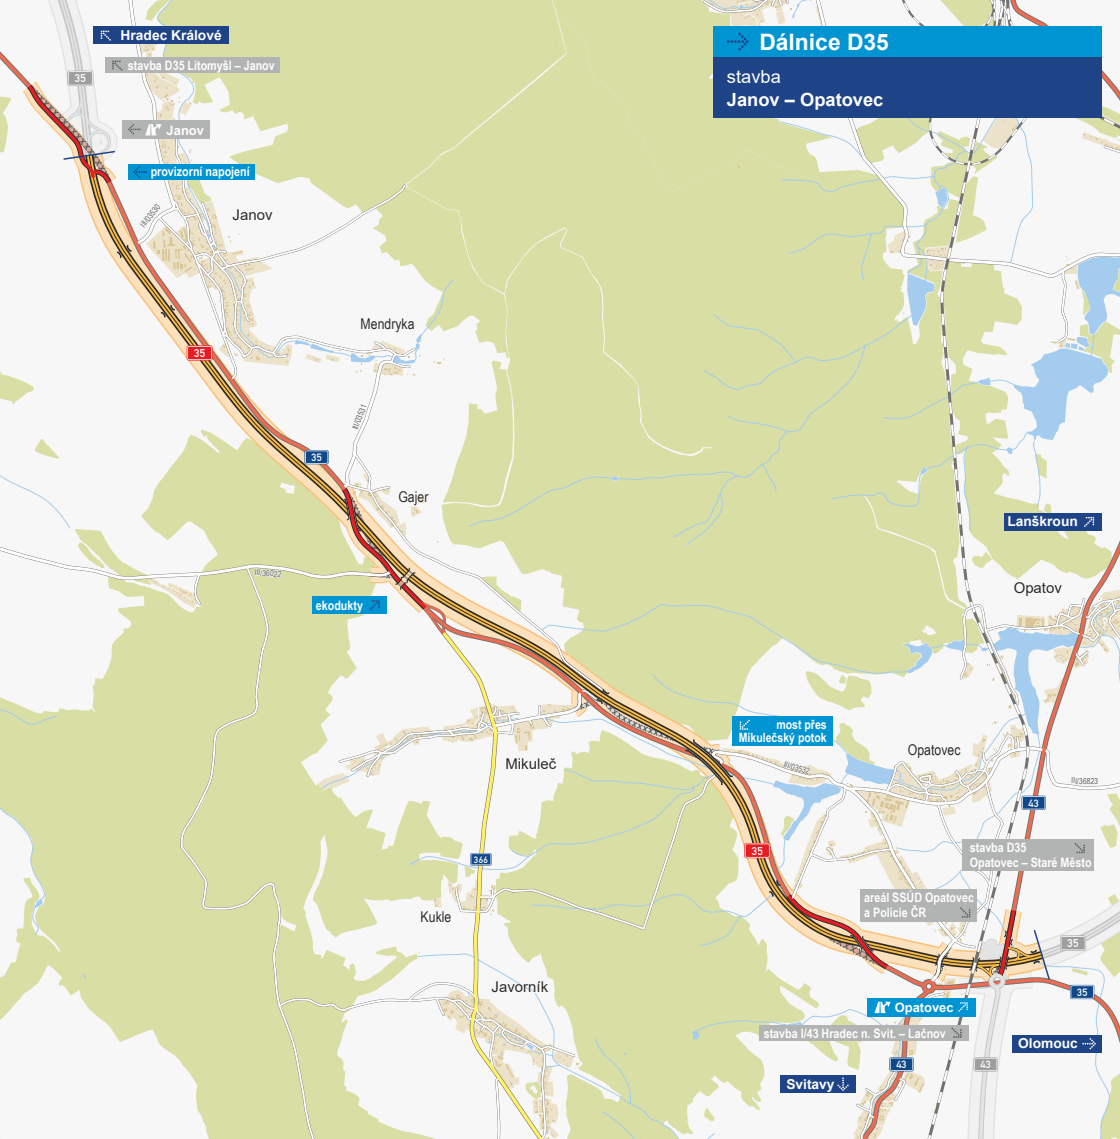 Hradec Králové
stavba D35 Litomyšl – Janov
35
Janov
provizorní napojení
Dálnice D35
stavba
Janov – Opatovec
III/03530
Janov
Mendryka
35
III/03531
35
Gajer
Lanškroun
III/36022
ekodukty
Opatov
most přes
Mikulečský potok
Opatovec
Mikuleč
III/03532
III/36823
43
35
366
stavba D35
Opatovec – Staré Město
areál SSÚD Opatovec
a Policie ČR
Kukle
35
Javorník
35
Opatovec
stavba I/43 Hradec n. Svit. – Lačnov
Olomouc
43
43
Svitavy